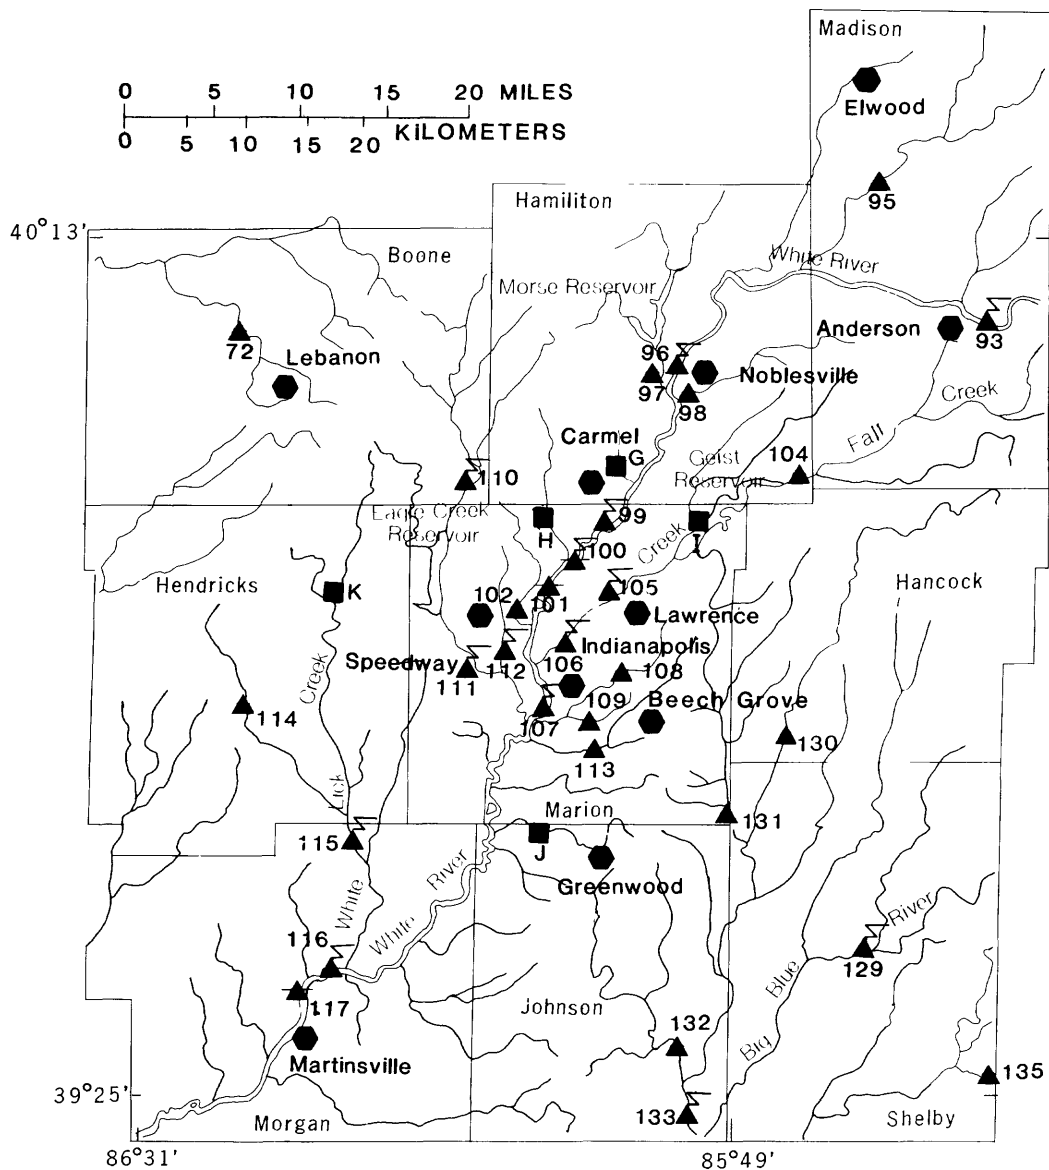 Madison
0 5 10 15 20 MILES
KILOMETERS
0 5 10 15 20
Elwood
95
Hamiliton
40°13'
Boone
White River
Morse Reservoir
Anderson
93
72
Lebanon
96
97
98
Noblesville
Creek
Fall
Carmel
G
Geist
Reservoir
104
110
Eagle Creek
Reservoir
H
99
100
Creek
I
Hendricks
K
102
101
105
Hancock
Lawrence
Indianapolis
Speedway
112
106
108
111
Creek
114
107
109
Beech Grove
130
113
Lick
Marion
131
115
J
Greenwood
River
White
White
River
116
129
117
Blue
Johnson
132
Big
Martinsville
135
39°25'
133
Morgan
Shelby
86°31'
85°49'